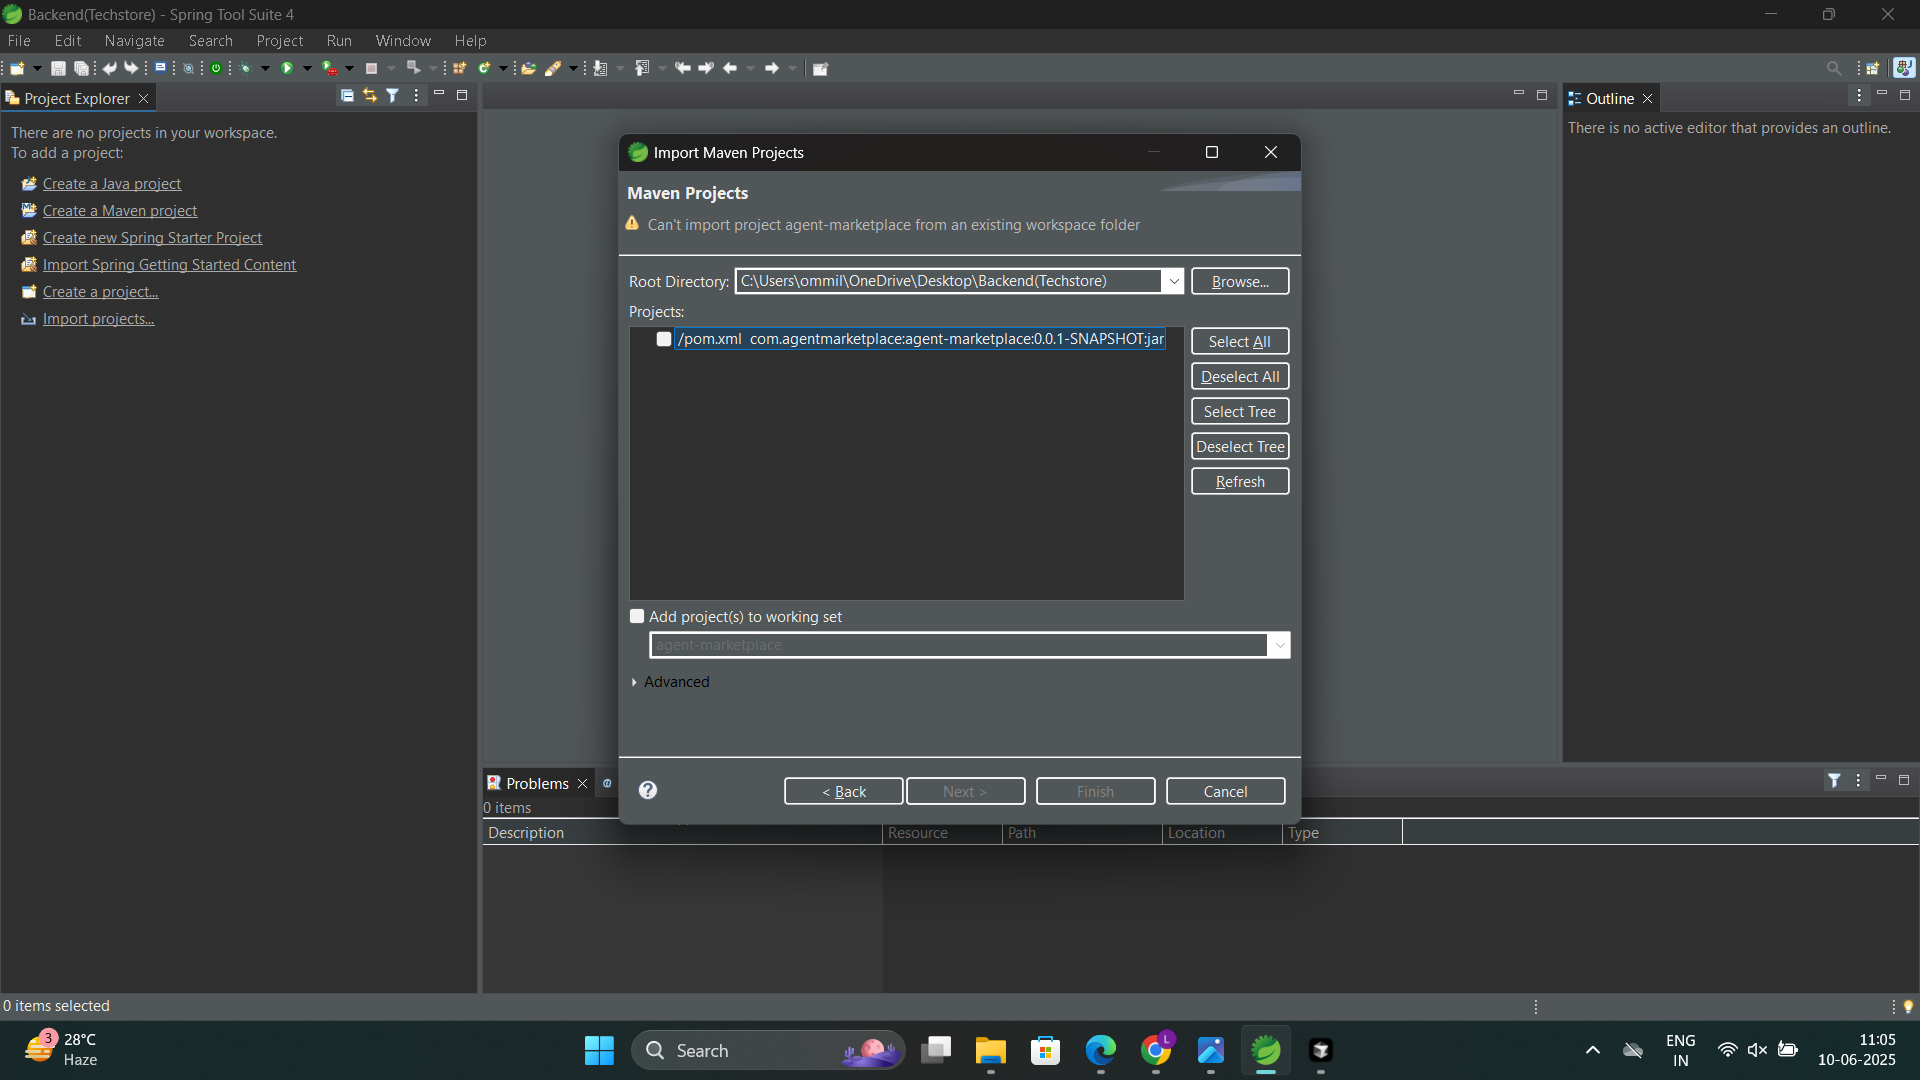 Backend(Techstore) - Spring Tool Suite 4
File Edit Navigate Search Project Run Window Help
Project Explorer
There are no projects in your workspace.
To add a project:
Create a Java project
Create a Maven project
Create new Spring Starter Project
Import Spring Getting Started Content
Create a project...
Import projects...
Outline
There is no active editor that provides an outline.
Import Maven Projects
Maven Projects
Can't import project agent-marketplace from an existing workspace folder
Root Directory: C:\Users\ommil\OneDrive\Desktop\Backend(Techstore) Browse...
Projects:
/pom.xml com.agentmarketplace:agent-marketplace:0.0.1-SNAPSHOT:jar
Select All
Deselect All
Select Tree
Deselect Tree
Refresh
Add project(s) to working set
agent-marketplace
Advanced
? < Back Next > Finish Cancel
Problems @
0 items
Description Resource Path Location Type
0 items selected
3
28°C
Haze
Search
L
ENG
IN
11:05
10-06-2025